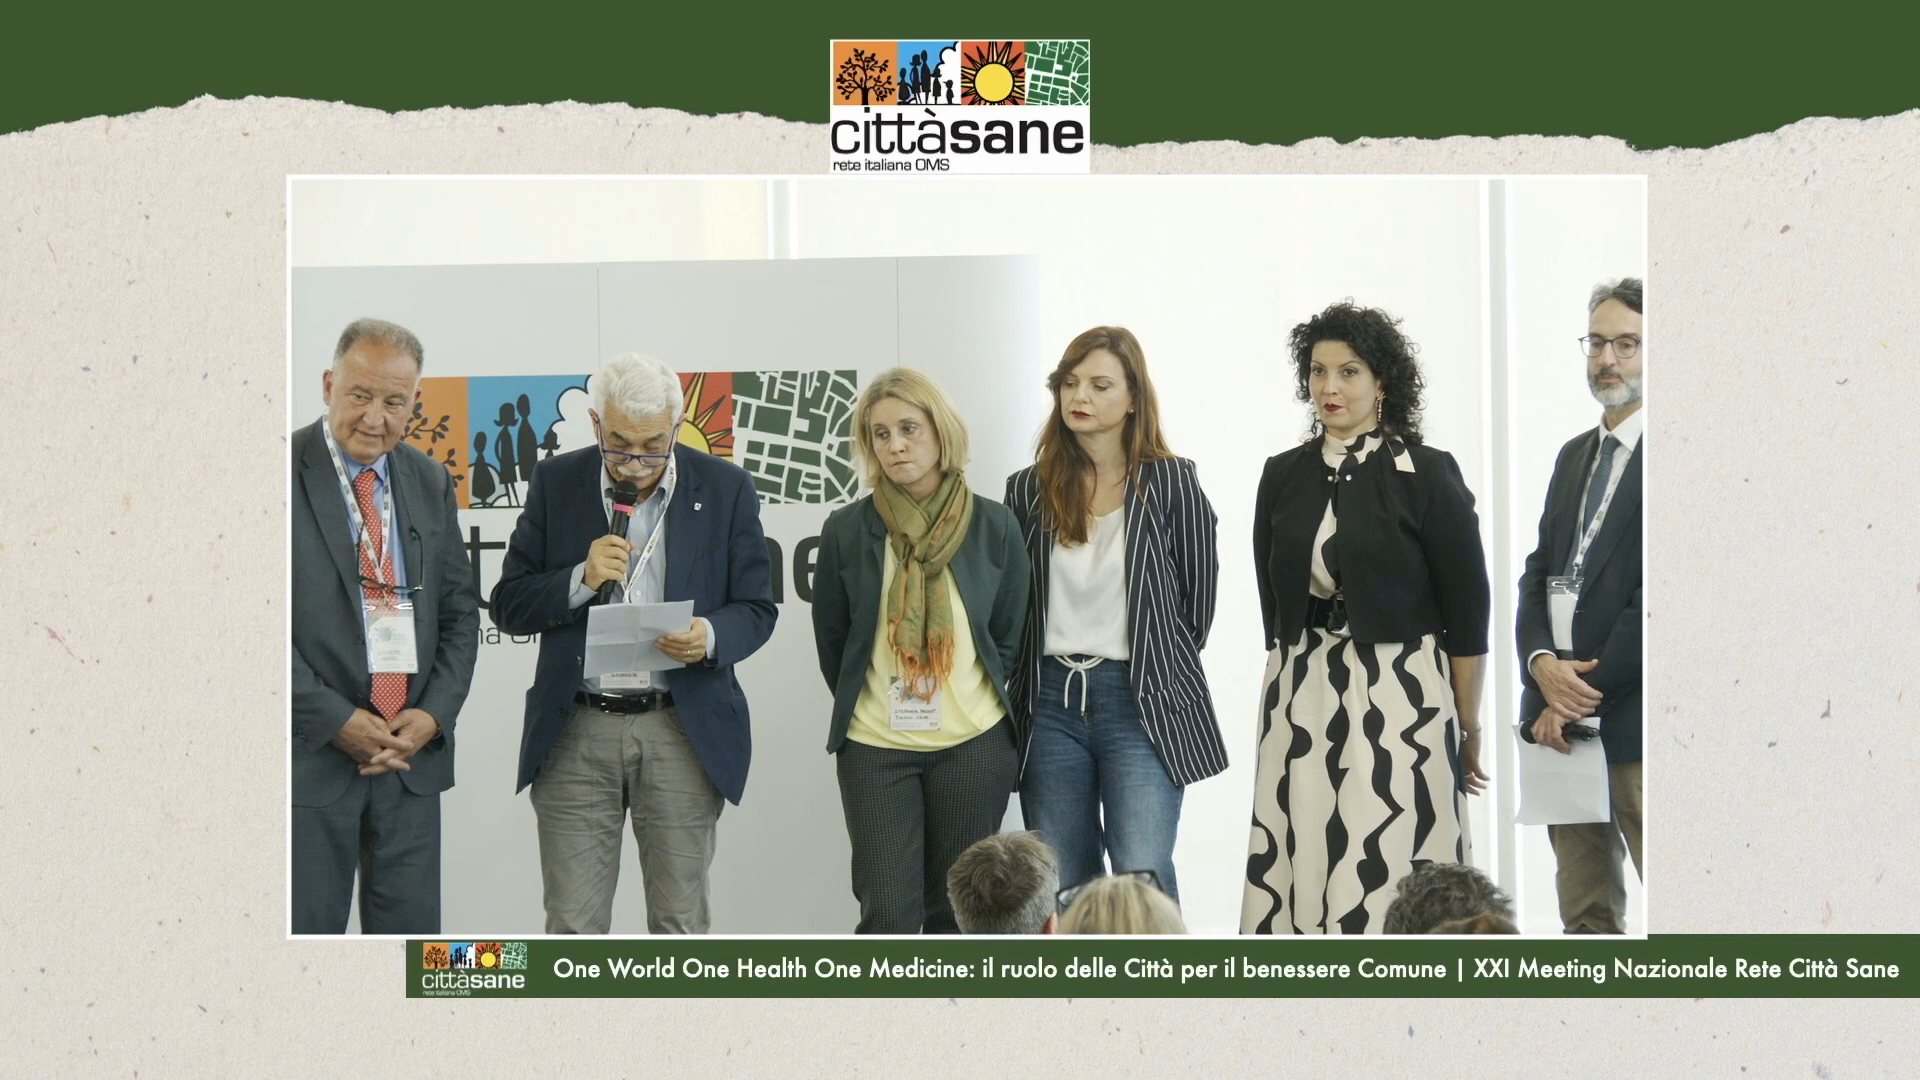 cittàsane
rete italiana OMS
cittàsane
rete italiana OMS
One World One Health One Medicine: il ruolo delle Città per il benessere Comune | XXI Meeting Nazionale Rete Città Sane